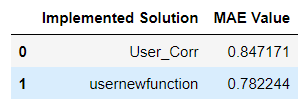 Implemented Solution MAE Value
0 User_Corr 0.847171
1 usernewfunction 0.782244